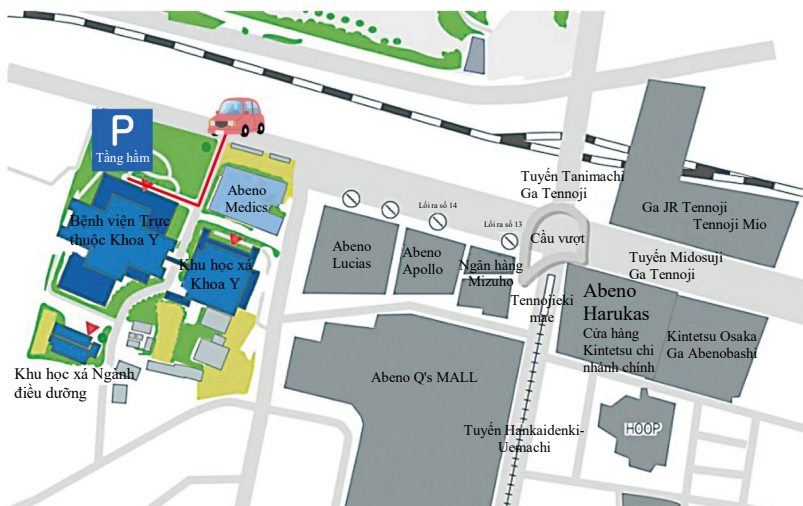 P
Tầng hầm
Bệnh viện Trực
thuộc Khoa Y
Abeno
Medics
Khu học xá
Khoa Y
Khu học xá Ngành
điều dưỡng
Lối ra số 14
Lối ra số 13
Abeno
Lucias
Abeno
Apollo
Ngân hàng
Mizuho
Tuyến Tanimachi
Ga Tennoji
Cầu vượt
Ga JR Tennoji
Tennoji Mio
Tuyến Midosuji
Ga Tennoji
Tennojieki
mae
Abeno
Harukas
Cửa hàng
Kintetsu chi
nhánh chính
Kintetsu Osaka
Ga Abenobashi
Abeno Q's MALL
Tuyến Hankaidenki-
Uemachi
HOOP